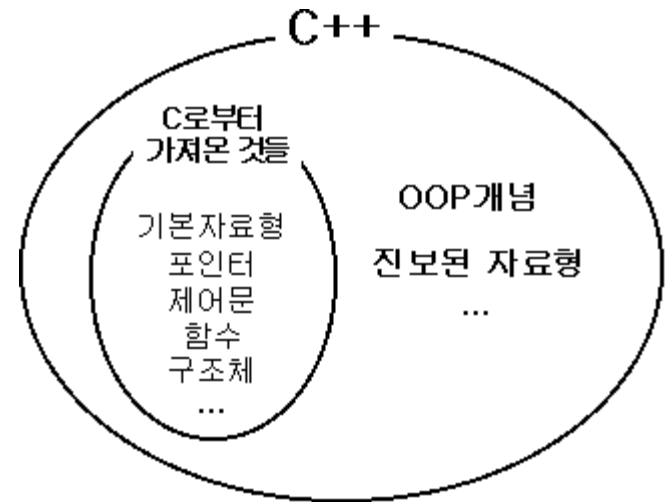 C++
C로부터
가져온 것들
기본자료형
포인터
제어문
함수
구조체
...
OOP개념
진보된 자료형
...